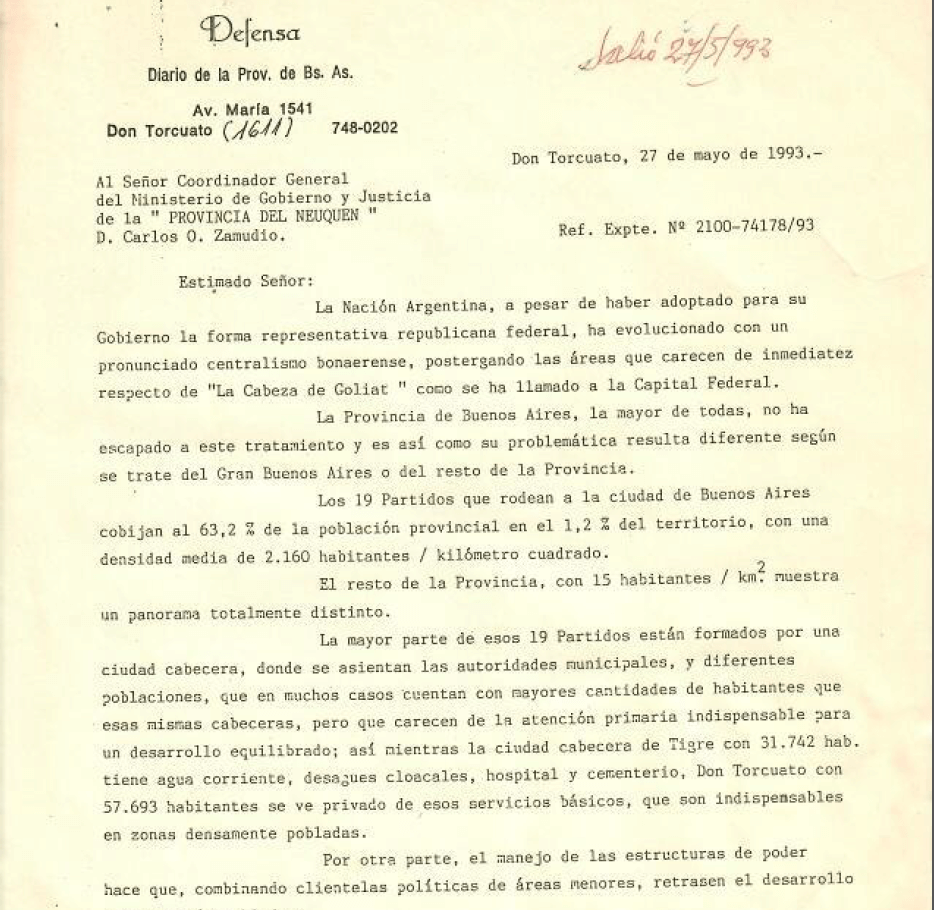 Defensa
Salió 27/5/993
Diario de la Prov. de Bs. As.
Av. María 1541
Don Torcuato (1611) 748-0202
Don Torcuato, 27 de mayo de 1993.-
Al Señor Coordinador General
del Ministerio de Gobierno y Justicia
de la " PROVINCIA DEL NEUQUEN "
D. Carlos O. Zamudio.
Ref. Expte. Nº 2100-74178/93
Estimado Señor:
La Nación Argentina, a pesar de haber adoptado para su
Gobierno la forma representativa republicana federal, ha evolucionado con un
pronunciado centralismo bonaerense, postergando las áreas que carecen de inmediatez
respecto de "La Cabeza de Goliat " como se ha llamado a la Capital Federal.
La Provincia de Buenos Aires, la mayor de todas, no ha
escapado a este tratamiento y es así como su problemática resulta diferente según
se trate del Gran Buenos Aires o del resto de la Provincia.
Los 19 Partidos que rodean a la ciudad de Buenos Aires
cobijan al 63,2 % de la población provincial en el 1,2 % del territorio, con una
densidad media de 2.160 habitantes / kilómetro cuadrado.
El resto de la Provincia, con 15 habitantes / km². muestra
un panorama totalmente distinto.
La mayor parte de esos 19 Partidos están formados por una
ciudad cabecera, donde se asientan las autoridades municipales, y diferentes
poblaciones, que en muchos casos cuentan con mayores cantidades de habitantes que
esas mismas cabeceras, pero que carecen de la atención primaria indispensable para
un desarrollo equilibrado; así mientras la ciudad cabecera de Tigre con 31.742 hab.
tiene agua corriente, desagues cloacales, hospital y cementerio, Don Torcuato con
57.693 habitantes se ve privado de esos servicios básicos, que son indispensables
en zonas densamente pobladas.
Por otra parte, el manejo de las estructuras de poder
hace que, combinando clientelas políticas de áreas menores, retrasen el desarrollo